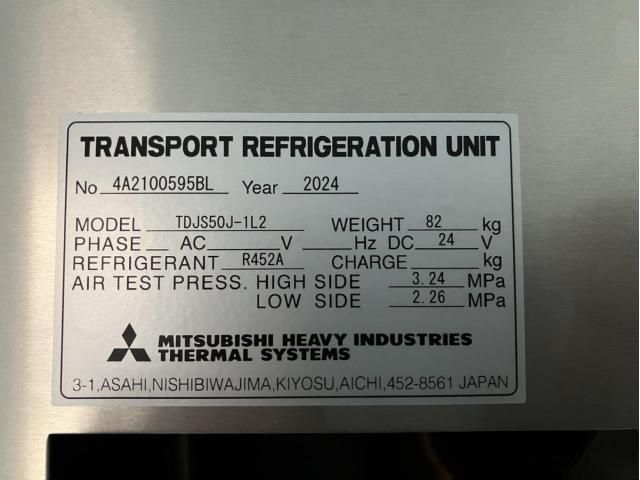 TRANSPORT REFRIGERATION UNIT
No 4A2100595BL Year 2024
MODEL TDJS50J-1L2 WEIGHT 82 kg
PHASE AC V Hz DC 24 V
REFRIGERANT R452A CHARGE kg
AIR TEST PRESS. HIGH SIDE 3.24 MPa
LOW SIDE 2.26 MPa
MITSUBISHI HEAVY INDUSTRIES
THERMAL SYSTEMS
3-1,ASAHI,NISHIBIWAJIMA,KIYOSU,AICHI,452-8561 JAPAN